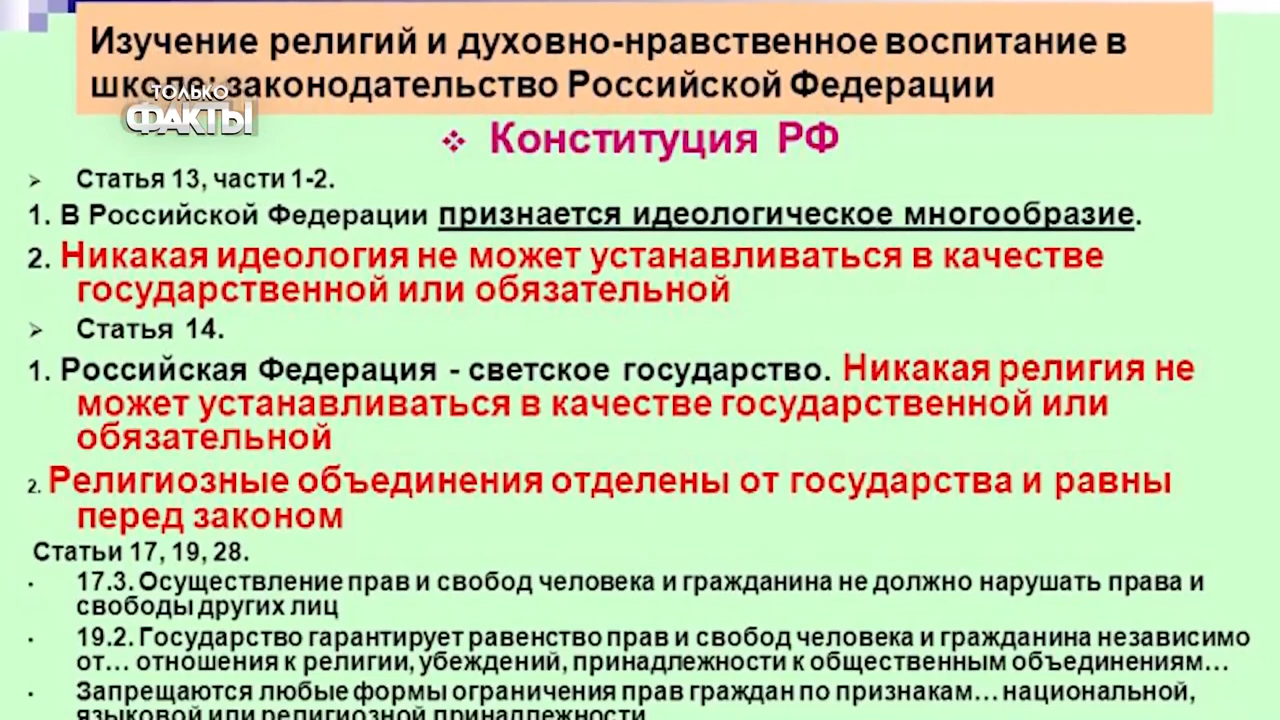 Изучение религий и духовно-нравственное воспитание в
школе: законодательство Российской Федерации
ТОЛЬКО
ФАКТЫ
❖ Конституция РФ
➢ Статья 13, части 1-2.
1. В Российской Федерации признается идеологическое многообразие.
2. Никакая идеология не может устанавливаться в качестве
государственной или обязательной
➢ Статья 14.
1. Российская Федерация - светское государство. Никакая религия не
может устанавливаться в качестве государственной или
обязательной
2. Религиозные объединения отделены от государства и равны
перед законом
Статьи 17, 19, 28.
• 17.3. Осуществление прав и свобод человека и гражданина не должно нарушать права и
свободы других лиц
• 19.2. Государство гарантирует равенство прав и свобод человека и гражданина независимо
от… отношения к религии, убеждений, принадлежности к общественным объединениям…
• Запрещаются любые формы ограничения прав граждан по признакам… национальной,
языковой или религиозной принадлежности